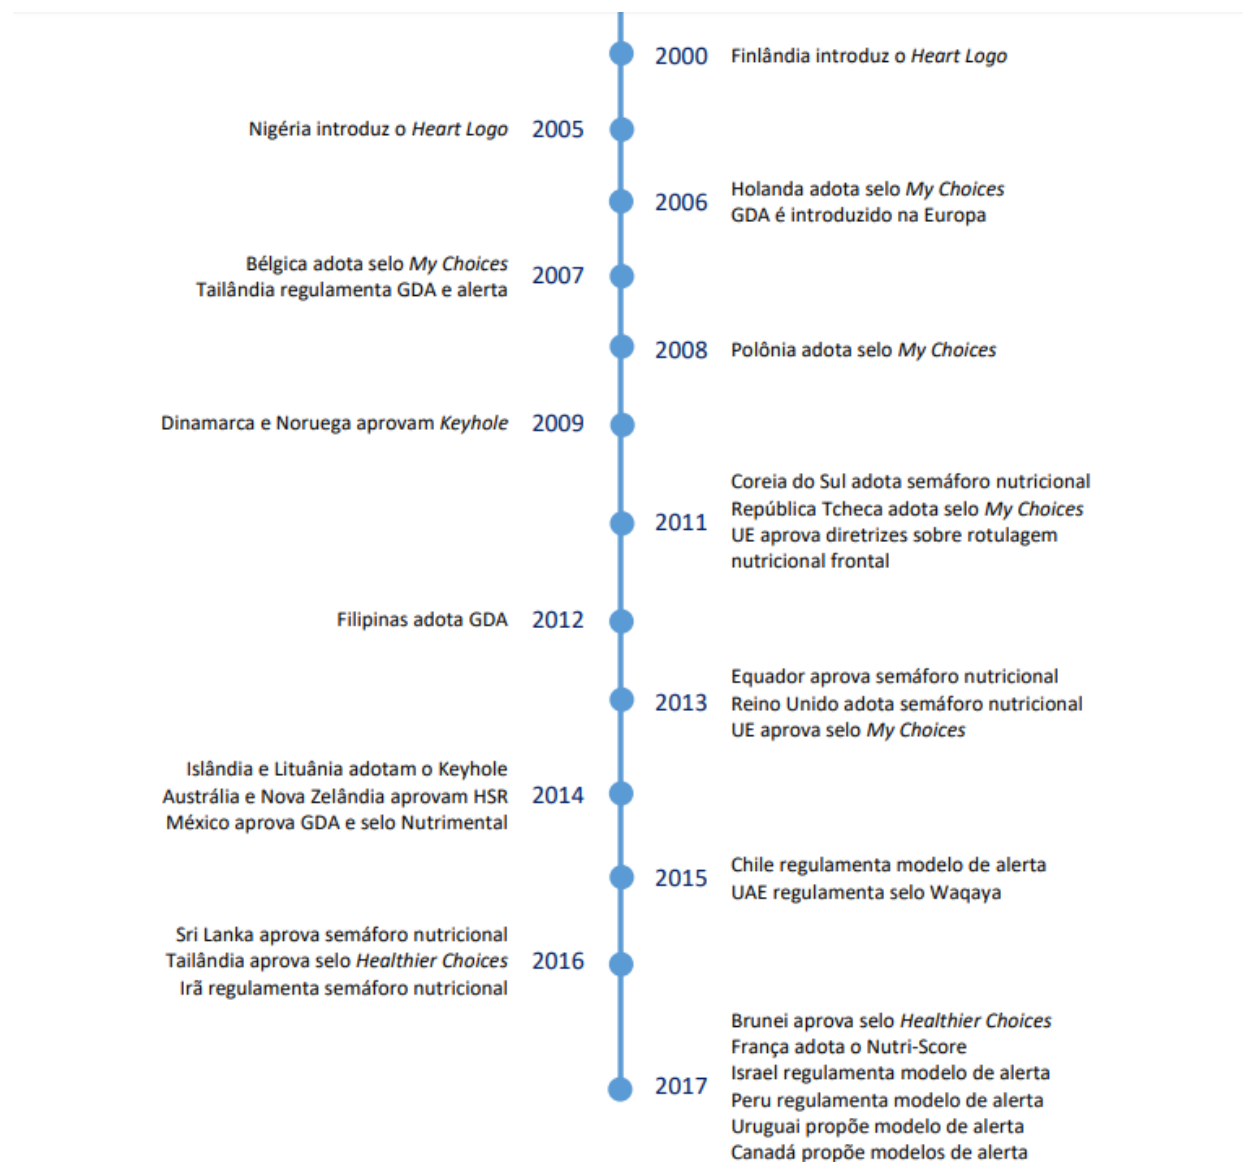 2000 Finlândia introduz o Heart Logo
Nigéria introduz o Heart Logo 2005
2006
Holanda adota selo My Choices
GDA é introduzido na Europa
Bélgica adota selo My Choices
Tailândia regulamenta GDA e alerta
2007
2008 Polônia adota selo My Choices
Dinamarca e Noruega aprovam Keyhole 2009
2011
Coreia do Sul adota semáforo nutricional
República Tcheca adota selo My Choices
UE aprova diretrizes sobre rotulagem
nutricional frontal
Filipinas adota GDA 2012
2013
Equador aprova semáforo nutricional
Reino Unido adota semáforo nutricional
UE aprova selo My Choices
Islândia e Lituânia adotam o Keyhole
Austrália e Nova Zelândia aprovam HSR
México aprova GDA e selo Nutrimental
2014
2015
Chile regulamenta modelo de alerta
UAE regulamenta selo Waqaya
Sri Lanka aprova semáforo nutricional
Tailândia aprova selo Healthier Choices
Irã regulamenta semáforo nutricional
2016
2017
Brunei aprova selo Healthier Choices
França adota o Nutri-Score
Israel regulamenta modelo de alerta
Peru regulamenta modelo de alerta
Uruguai propõe modelo de alerta
Canadá propõe modelos de alerta